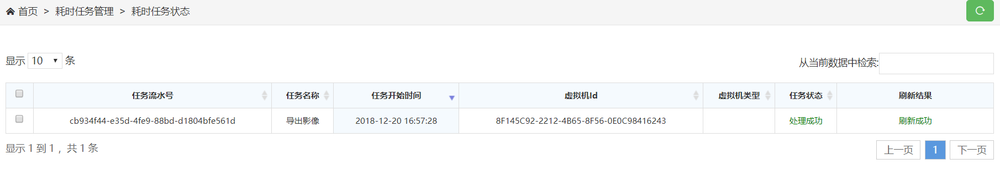 首页 > 耗时任务管理 > 耗时任务状态
显示 10 条
从当前数据中检索:
任务流水号 任务名称 任务开始时间 虚拟机Id 虚拟机类型 任务状态 刷新结果
cb934f44-e35d-4fe9-88bd-d1804bfe561d 导出影像 2018-12-20 16:57:28 8F145C92-2212-4B65-8F56-0E0C98416243 处理成功 刷新成功
显示 1 到 1 ，共 1 条
上一页 1 下一页